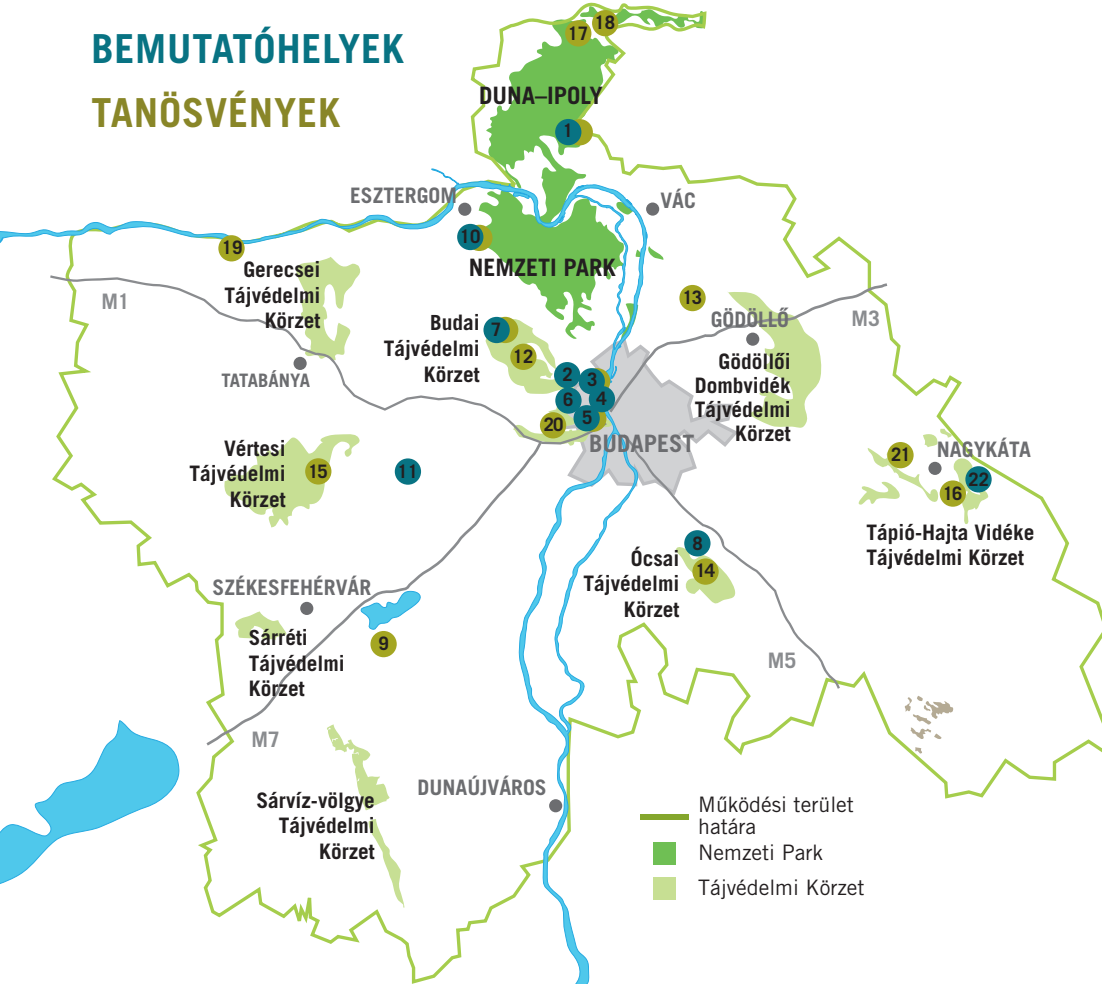 BEMUTATÓHELYEK
TANÖSVÉNYEK
17
18
DUNA–IPOLY
1
ESZTERGOM
VÁC
10
NEMZETI PARK
19
Gerecsei
Tájvédelmi
Körzet
M1
TATABÁNYA
Budai
Tájvédelmi
Körzet
7
12
13
GÖDÖLLŐ
M3
Gödöllői
Dombvidék
Tájvédelmi
Körzet
2
3
6
4
5
20
BUDAPEST
Vértesi
Tájvédelmi
Körzet
15
11
21
NAGYKÁTA
22
16
Tápió-Hajta Vidéke
Tájvédelmi Körzet
8
14
Ócsai
Tájvédelmi
Körzet
SZÉKESFEHÉRVÁR
Sárréti
Tájvédelmi
Körzet
9
M5
M7
DUNAÚJVÁROS
Sárvíz-völgye
Tájvédelmi
Körzet
Működési terület
határa
Nemzeti Park
Tájvédelmi Körzet